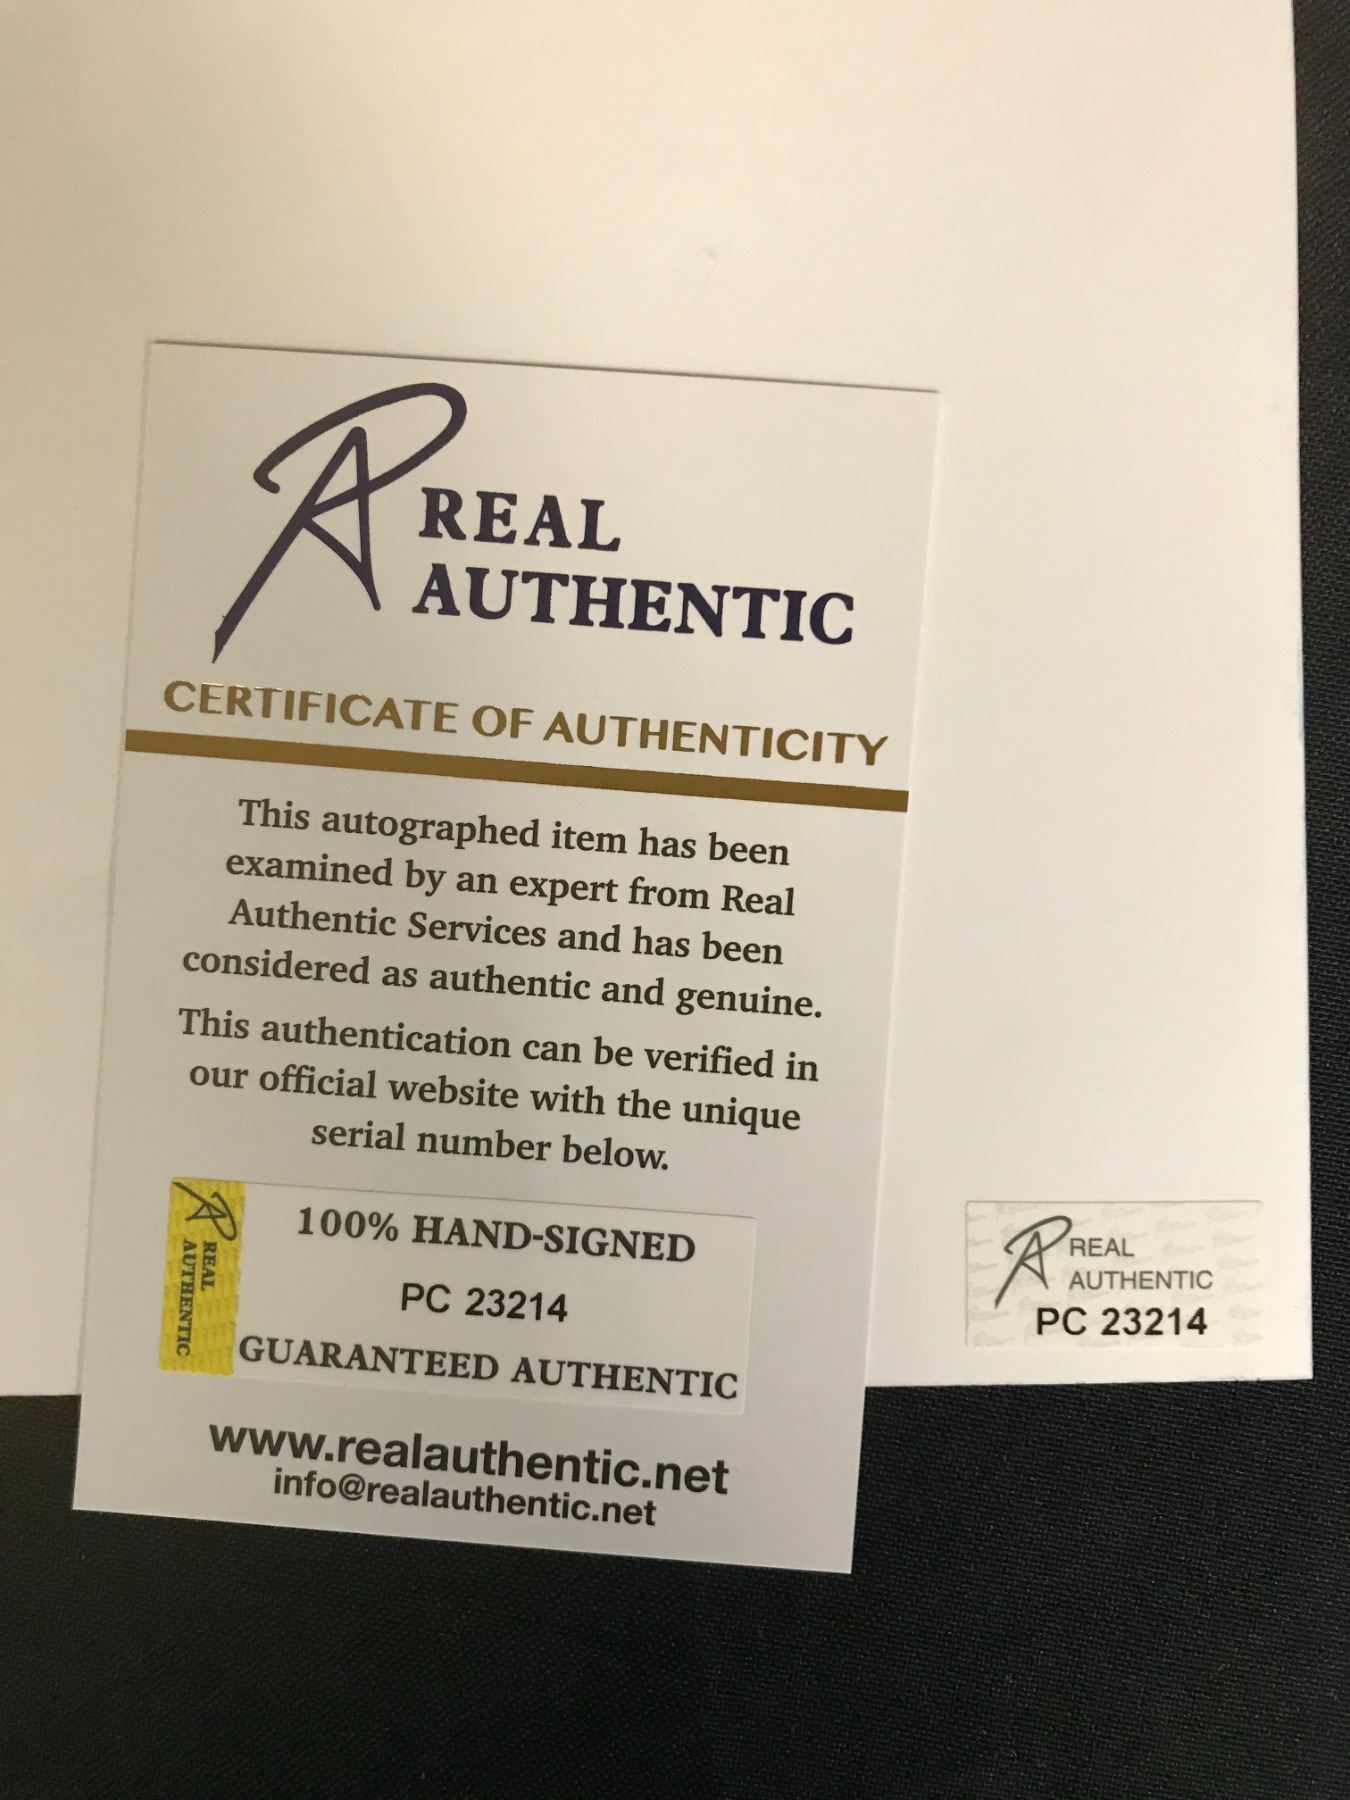 REAL
AUTHENTIC
CERTIFICATE OF AUTHENTICITY
This autographed item has been
examined by an expert from Real
Authentic Services and has been
considered as authentic and genuine.
This authentication can be verified in
our official website with the unique
serial number below.
REAL
AUTHENTIC
100% HAND-SIGNED
PC 23214
GUARANTEED AUTHENTIC
www.realauthentic.net
info@realauthentic.net
REAL
AUTHENTIC
PC 23214